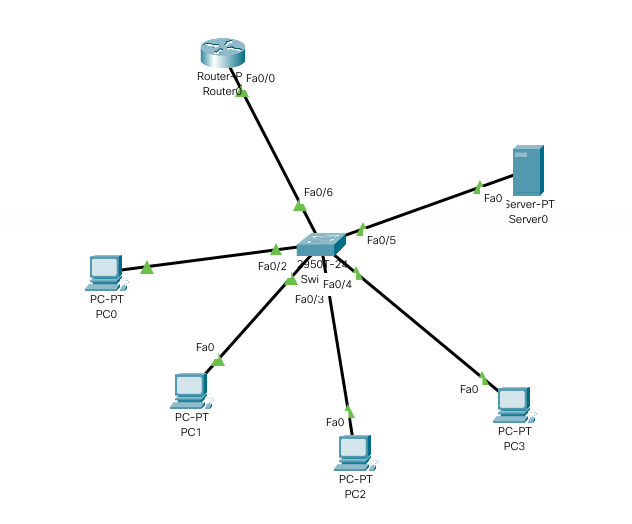 Router-P
Fa0/0
Router0
Fa0/6
Fa0
Server-PT
Server0
Fa0/5
Fa0/2
2950T-24
Swi
Fa0/4
Fa0/3
PC-PT
PC0
Fa0
PC-PT
PC1
Fa0
PC-PT
PC2
Fa0
PC-PT
PC3